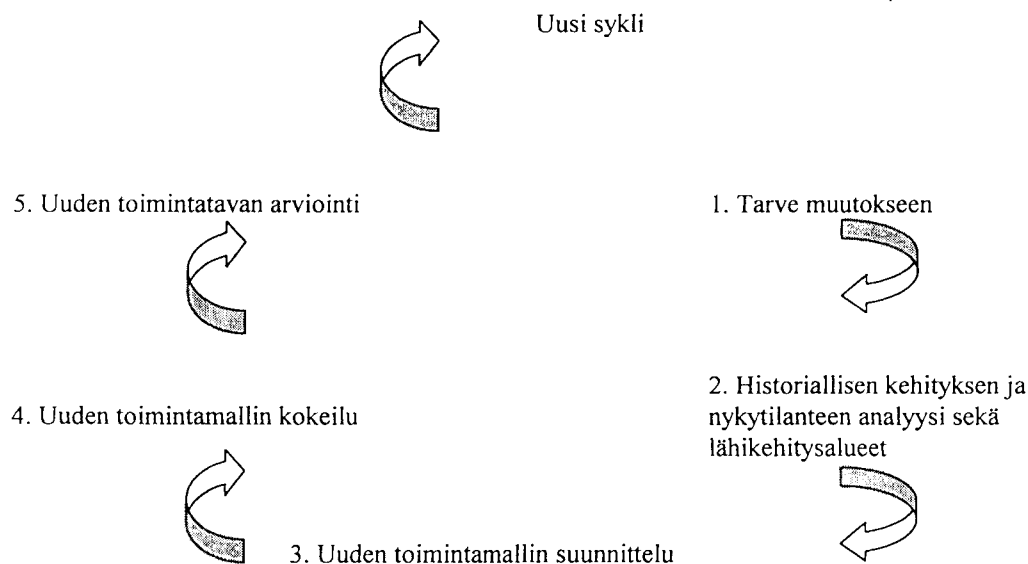 Uusi sykli
5. Uuden toimintatavan arviointi
1. Tarve muutokseen
2. Historiallisen kehityksen ja
nykytilanteen analyysi sekä
lähikehitysalueet
4. Uuden toimintamallin kokeilu
3. Uuden toimintamallin suunnittelu